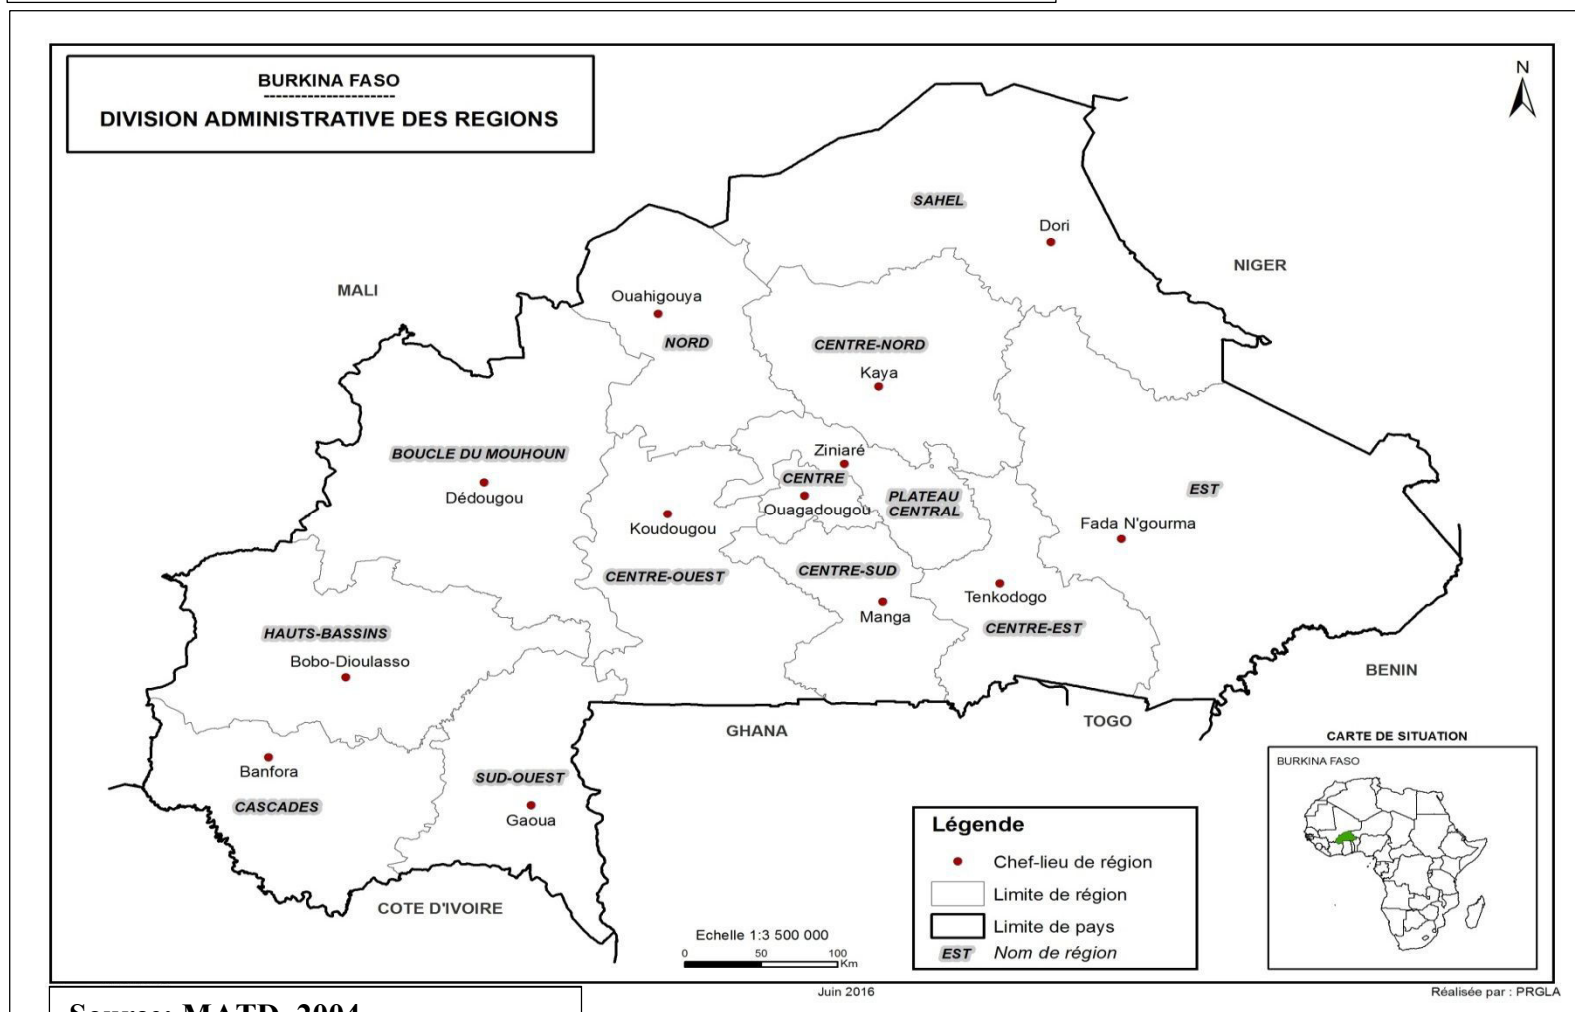 BURKINA FASO
--------------------
DIVISION ADMINISTRATIVE DES REGIONS
N
SAHEL
Dori
NIGER
MALI
Ouahigouya
NORD
CENTRE-NORD
Kaya
BOUCLE DU MOUHOUN
Dédougou
Ziniaré
CENTRE
Ouagadougou
PLATEAU
CENTRAL
EST
Fada N'gourma
Koudougou
CENTRE-OUEST
CENTRE-SUD
Manga
Tenkodogo
CENTRE-EST
HAUTS-BASSINS
Bobo-Dioulasso
BENIN
GHANA
TOGO
Banfora
CASCADES
SUD-OUEST
Gaoua
COTE D'IVOIRE
CARTE DE SITUATION
BURKINA FASO
Légende
Chef-lieu de région
Limite de région
Limite de pays
EST Nom de région
Echelle 1:3 500 000
0 50 100
Km
Juin 2016
Réalisée par : PRGLA
Source: MATD, 2004